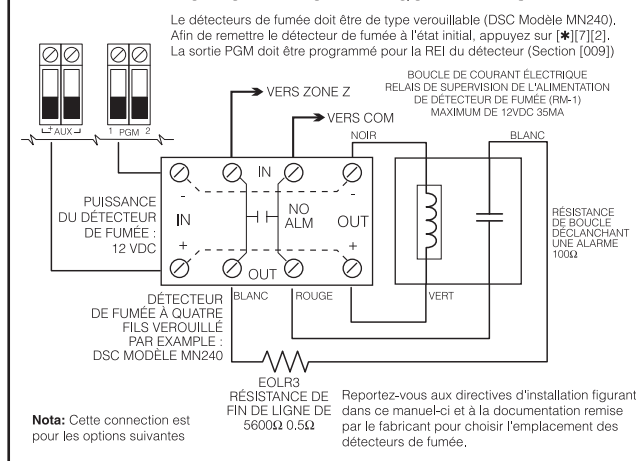 Le détecteurs de fumée doit être de type verouillable (DSC Modèle MN240).
Afin de remettre le détecteur de fumée à l'état initial, appuyez sur [✱][7][2].
La sortie PGM doit être programmé pour la REI du détecteur (Section [009])
+ AUX -
1 PGM 2
VERS ZONE Z
VERS COM
BOUCLE DE COURANT ÉLECTRIQUE
RELAIS DE SUPERVISION DE L'ALIMENTATION
DE DÉTECTEUR DE FUMÉE (RM-1)
MAXIMUM DE 12VDC 35MA
NOIR
BLANC
PUISSANCE
DU DÉTECTEUR
DE FUMÉE :
12 VDC
IN
-
-
IN
NO
ALM
OUT
+
+
OUT
RÉSISTANCE
DE BOUCLE
DÉCLANCHANT
UNE ALARME
100Ω
BLANC
ROUGE
VERT
DÉTECTEUR
DE FUMÉE À QUATRE
FILS VEROUILLÉ
PAR EXAMPLE :
DSC MODÈLE MN240
EOLR3
RÉSISTANCE DE
FIN DE LIGNE DE
5600Ω 0.5Ω
Nota: Cette connection est
pour les options suivantes
Reportez-vous aux directives d'installation figurant
dans ce manuel-ci et à la documentation remise
par le fabricant pour choisir l'emplacement des
détecteurs de fumée.